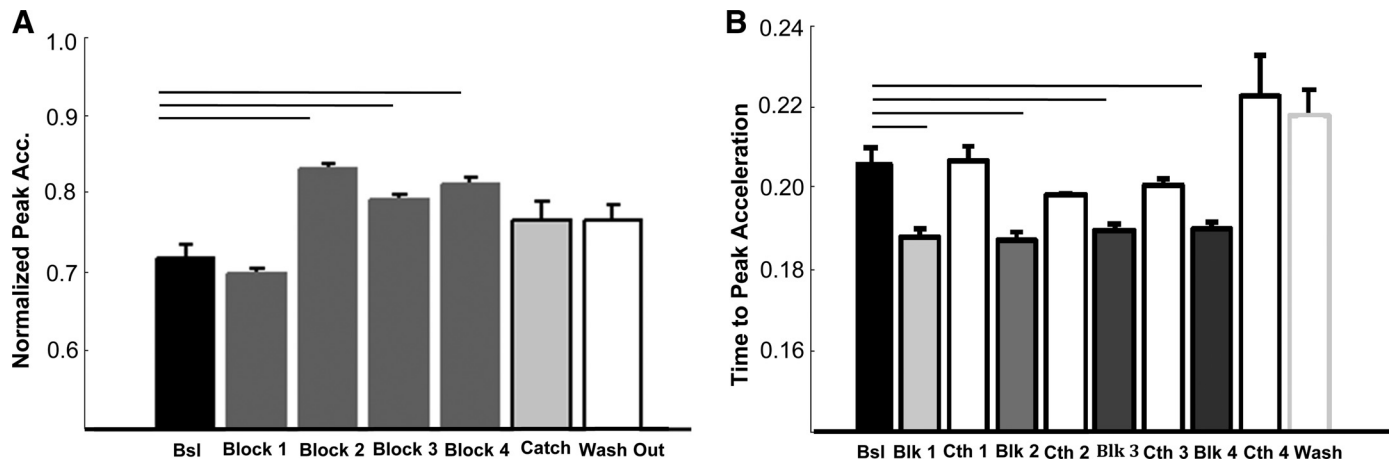 A
Normalized Peak Acc.
1.0
0.9
0.8
0.7
0.6
Bsl Block 1 Block 2 Block 3 Block 4 Catch Wash Out
B
Time to Peak Acceleration
0.24
0.22
0.20
0.18
0.16
Bsl Blk 1 Cth 1 Blk 2 Cth 2 Blk 3 Cth 3 Blk 4 Cth 4 Wash